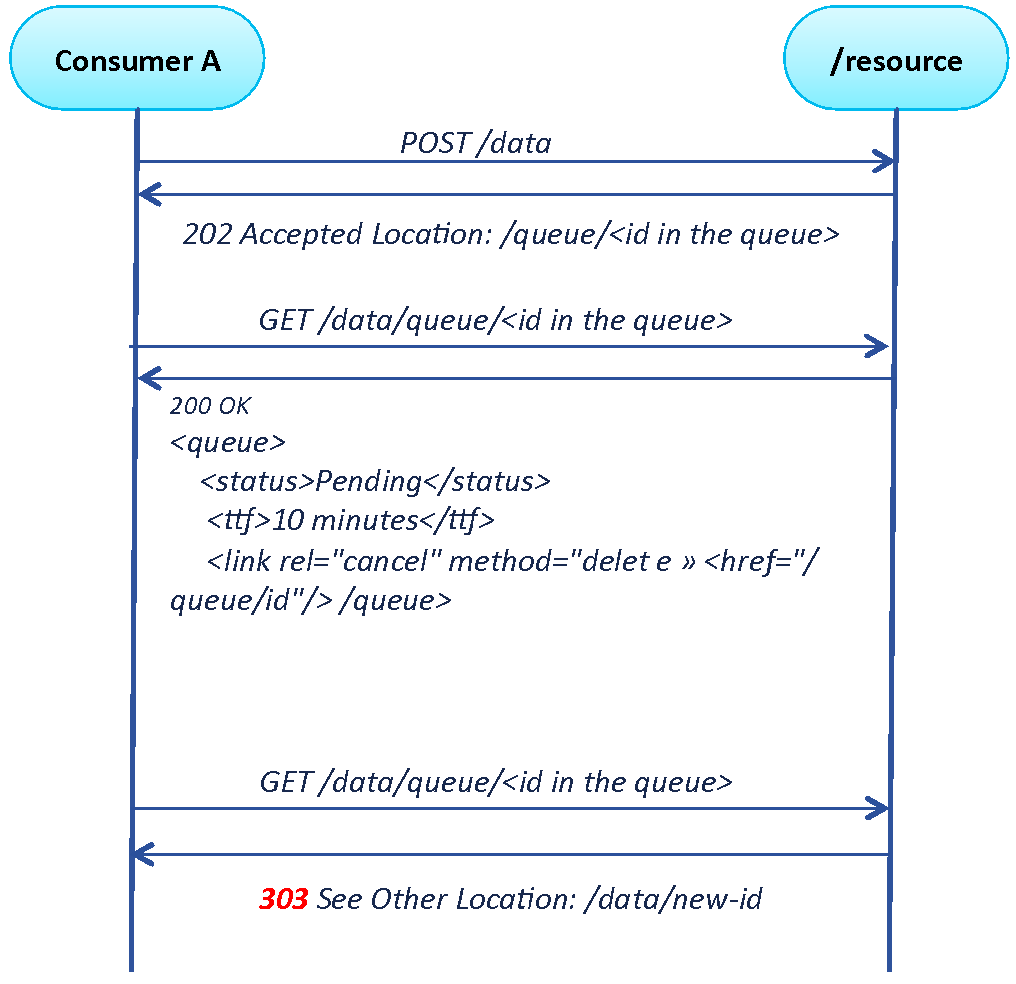 Consumer A
/resource
POST /data
202 Accepted Location: /queue/<id in the queue>
GET /data/queue/<id in the queue>
200 OK
<queue>
<status>Pending</status>
<ttf>10 minutes</ttf>
<link rel="cancel" method="delet e » <href="/
queue/id"/> /queue>
GET /data/queue/<id in the queue>
303 See Other Location: /data/new-id